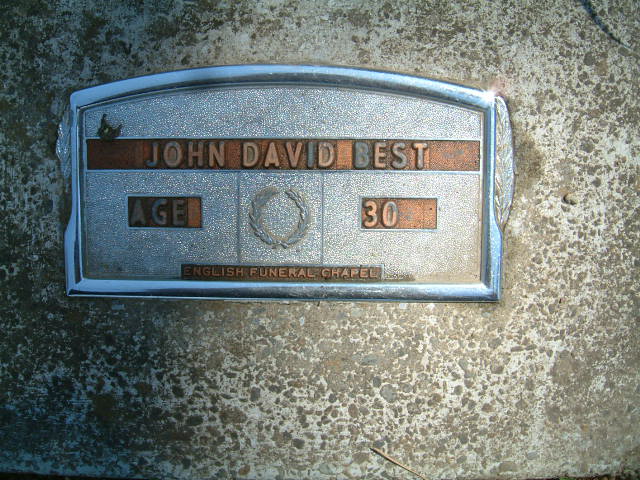 JOHN DAVID BEST
AGE 30
ENGLISH FUNERAL CHAPEL